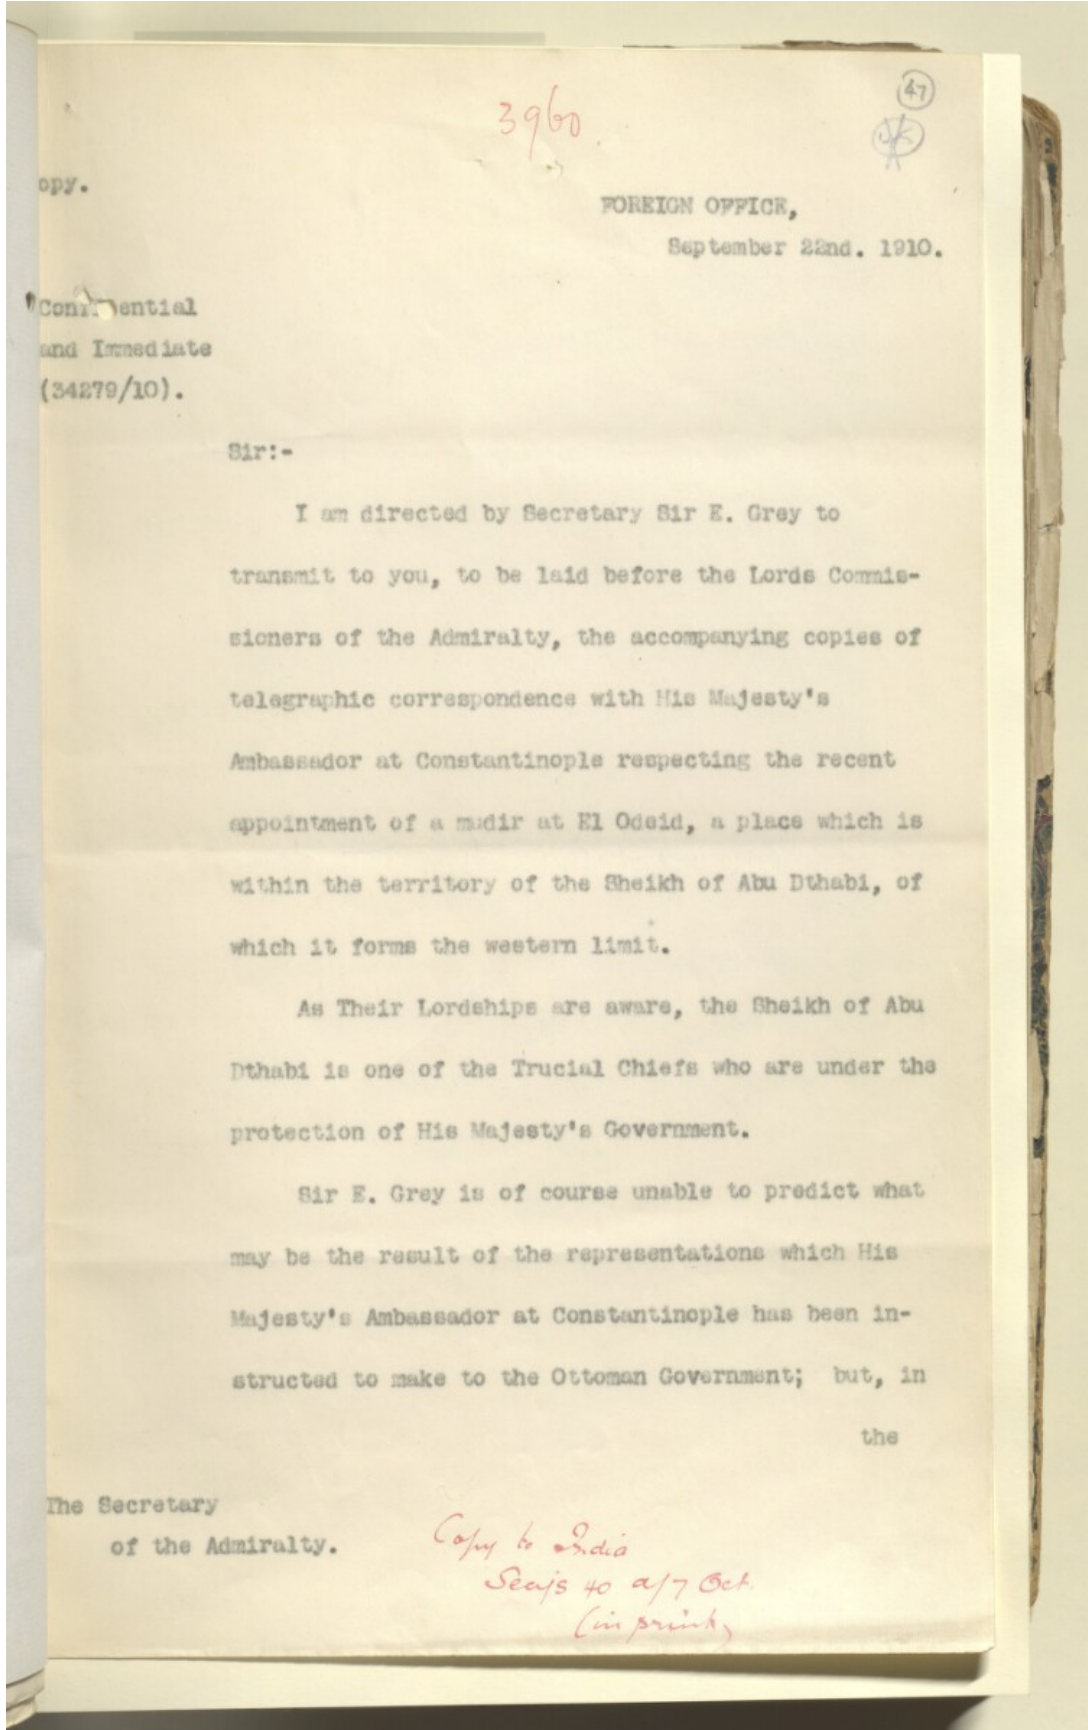 47
3960
opy.
FOREIGN OFFICE,
September 22nd. 1910.
Confidential
and Immediate
(34279/10).
Sir:-
I am directed by Secretary Sir E. Grey to
transmit to you, to be laid before the Lords Commis-
sioners of the Admiralty, the accompanying copies of
telegraphic correspondence with His Majesty's
Ambassador at Constantinople respecting the recent
appointment of a mudir at El Odeid, a place which is
within the territory of the Sheikh of Abu Dthabi, of
which it forms the western limit.
As Their Lordships are aware, the Sheikh of Abu
Dthabi is one of the Trucial Chiefs who are under the
protection of His Majesty's Government.
Sir E. Grey is of course unable to predict what
may be the result of the representations which His
Majesty's Ambassador at Constantinople has been in-
structed to make to the Ottoman Government; but, in
the
The Secretary
of the Admiralty.
Copy to India
40 7 Oct.
(in print)